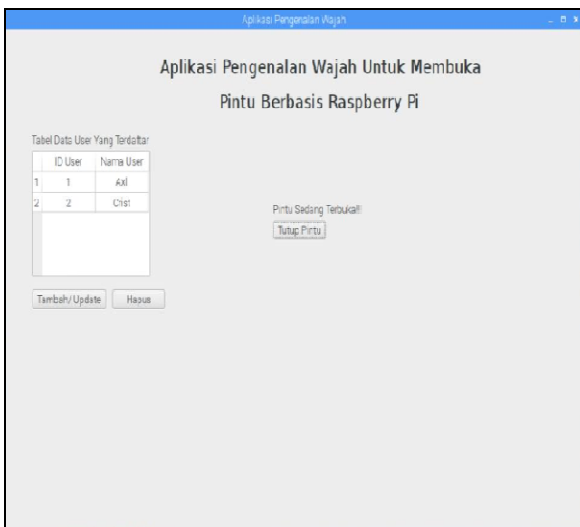 Aplikasi Pengenalan Wajah
Aplikasi Pengenalan Wajah Untuk Membuka
Pintu Berbasis Raspberry Pi
Tabel Data User Yang Terdaftar
ID User Nama User
1 1 Axl
2 2 Crist
Pintu Sedang Terbuka!!!
Tutup Pintu
Tambah/Update Hapus